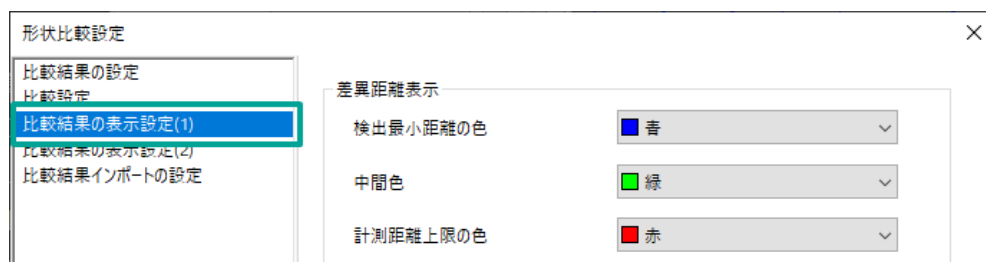 形状比較設定
比較結果の設定
比較設定
比較結果の表示設定(1)
比較結果の表示設定(2)
比較結果インポートの設定
差異距離表示
検出最小距離の色
青
中間色
緑
計測距離上限の色
赤